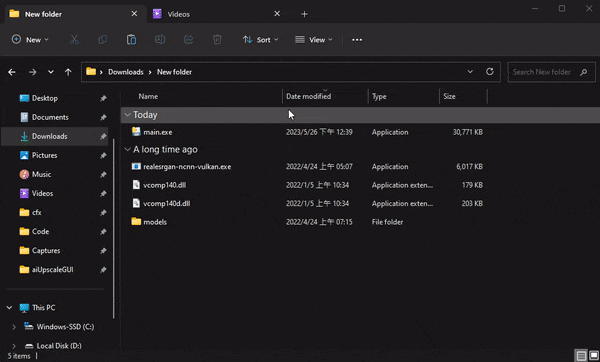 New folder
Videos
New
Sort
View
Downloads > New folder
Search New folder
Name Date modified Type Size
Today
main.exe 2023/5/26 下午 12:39 Application 30,771 KB
A long time ago
realesrgan-ncnn-vulkan.exe 2022/4/24 上午 05:07 Application 6,017 KB
vcomp140.dll 2022/1/5 上午 10:34 Application exten... 179 KB
vcomp140d.dll 2022/1/5 上午 10:34 Application exten... 203 KB
models 2022/4/24 上午 07:15 File folder
Desktop
Documents
Downloads
Pictures
Music
Videos
cfx
Code
Captures
aiUpscaleGUI
This PC
Windows-SSD (C:)
Local Disk (D:)
5 items